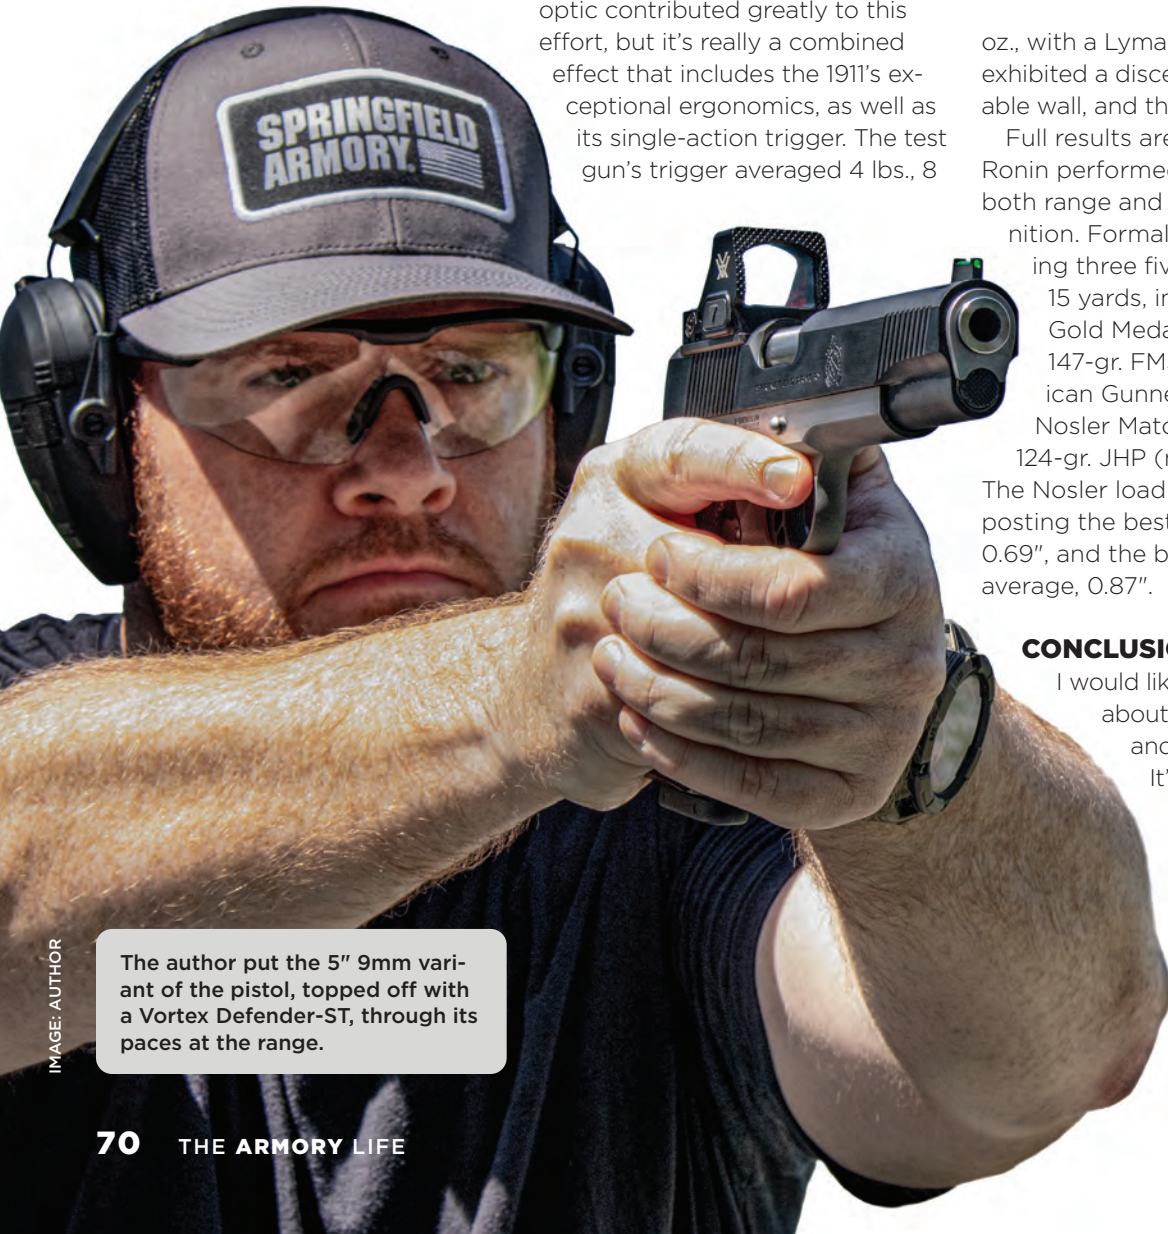 optic contributed greatly to this
effort, but it's really a combined
effect that includes the 1911's ex-
ceptional ergonomics, as well as
its single-action trigger. The test
gun's trigger averaged 4 lbs., 8
oz., with a Lyma
exhibited a disce
able wall, and th
Full results are
Ronin performed
both range and
nition. Formal
ing three fiv
15 yards, in
Gold Meda
147-gr. FM
ican Gunne
Nosler Matc
124-gr. JHP (
The Nosler load
posting the best
0.69", and the b
average, 0.87".
CONCLUSIO
I would lik
about
and
It'
SPRINGFIELD
ARMORY.
The author put the 5" 9mm vari-
ant of the pistol, topped off with
a Vortex Defender-ST, through its
paces at the range.
IMAGE: AUTHOR
70 THE ARMORY LIFE